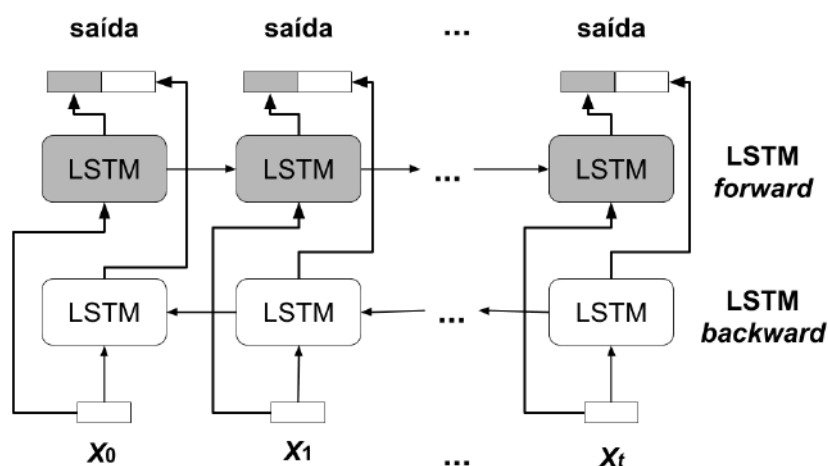 saída saída ... saída
LSTM LSTM ... LSTM
LSTM
forward
LSTM LSTM ... LSTM
LSTM
backward
X0 X1 ... Xt